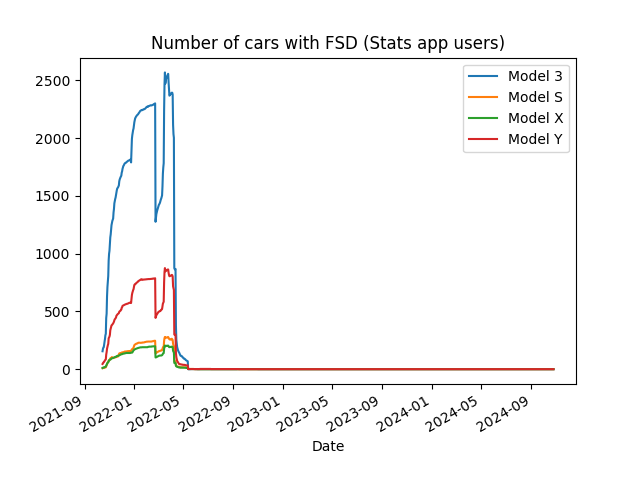 Number of cars with FSD (Stats app users)
2500
2000
1500
1000
500
0
Model 3
Model S
Model X
Model Y
2021-09
2022-01
2022-05
2022-09
2023-01
2023-05
2023-09
2024-01
2024-05
2024-09
Date